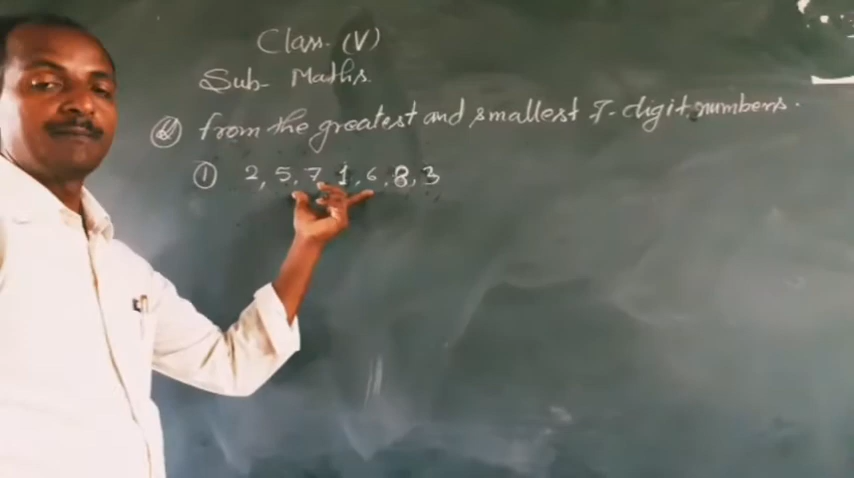 Class. (V)
Sub- Maths.
from the greatest and smallest 7-digit numbers.
① 2, 5, 7, 1, 6, 8, 3